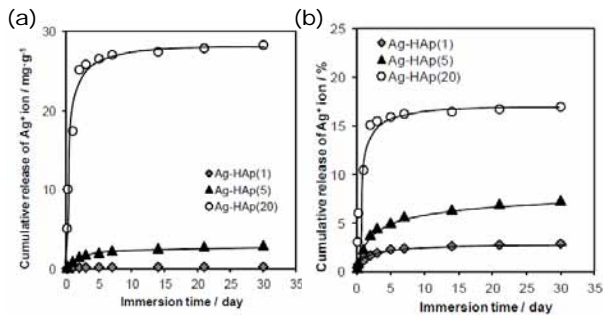 (a)
Cumulative release of Ag⁺ ion / mg·g⁻¹
30
20
10
0
Ag-HAp(1)
Ag-HAp(5)
Ag-HAp(20)
0 5 10 15 20 25 30 35
Immersion time / day
(b)
Cumulative release of Ag⁺ ion / %
25
20
15
10
5
0
Ag-HAp(1)
Ag-HAp(5)
Ag-HAp(20)
0 5 10 15 20 25 30 35
Immersion time / day